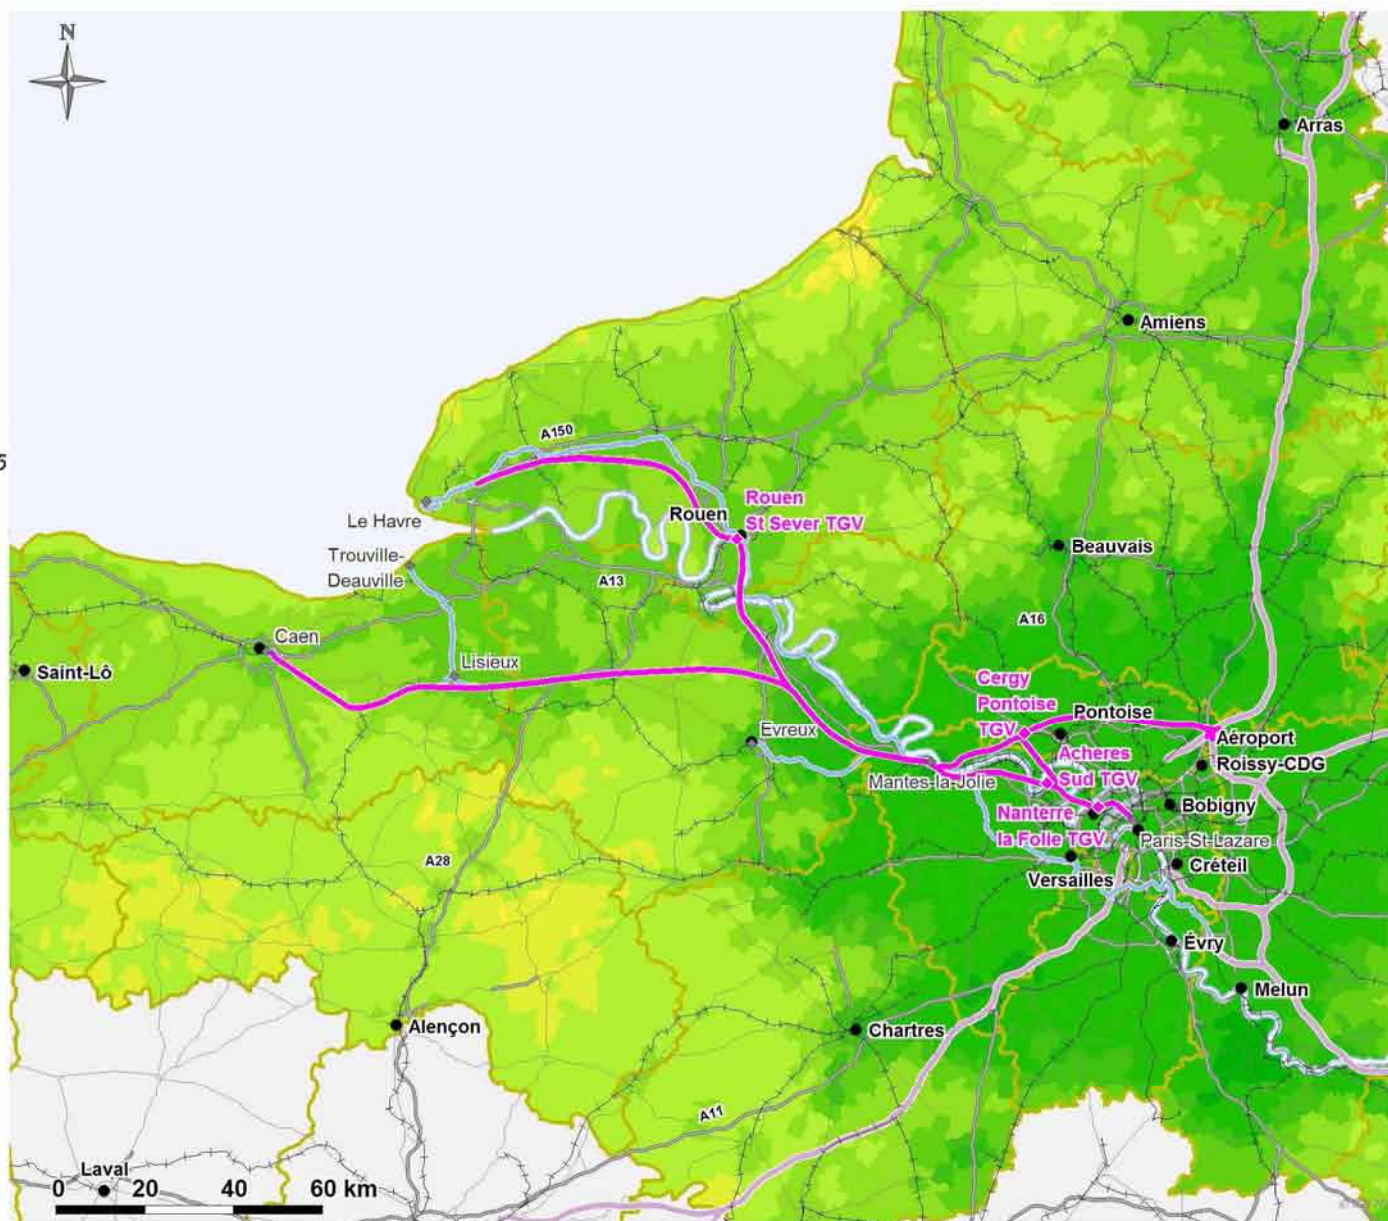 N
Arras
Amiens
A150
Rouen
St Sever TGV
Rouen
Le Havre
Trouville-
Deauville
Beauvais
A13
A16
Caen
Lisieux
Saint-Lô
Cergy
Pontoise
TGV
Pontoise
Evreux
Aéroport
Roissy-CDG
Acheres
Sud TGV
Mantes-la-Jolie
Bobigny
Nanterre
la Folie TGV
Paris-St-Lazare
A28
Créteil
Versailles
Évry
Melun
Alençon
Chartres
A11
Laval
0 20 40 60 km